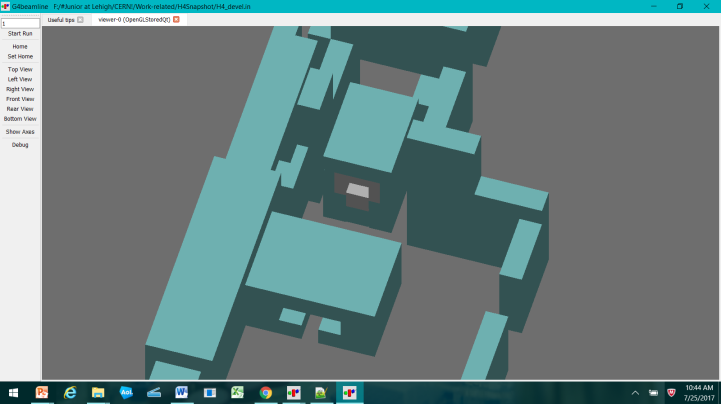 G4beamline F:/#Junior at Lehigh/CERN!/Work-related/H4Snapshot/H4_devel.in
Useful tips viewer-0 (OpenGLStoredQt)
1
Start Run
Home
Set Home
Top View
Left View
Right View
Front View
Rear View
Bottom View
Show Axes
Debug
Aol.
10:44 AM
7/25/2017